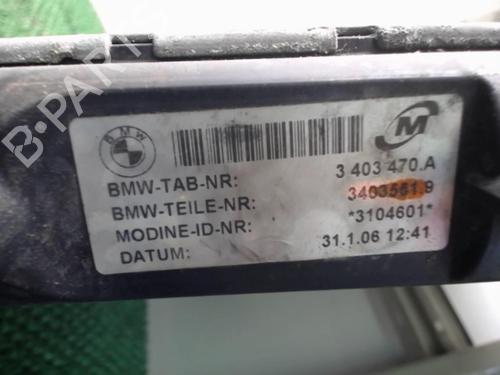 B-PARTS
BMW
M
BMW-TAB-NR: 3 403 470.A
BMW-TEILE-NR: 3403551.9
MODINE-ID-NR: *3104601*
DATUM: 31.1.06 12:41